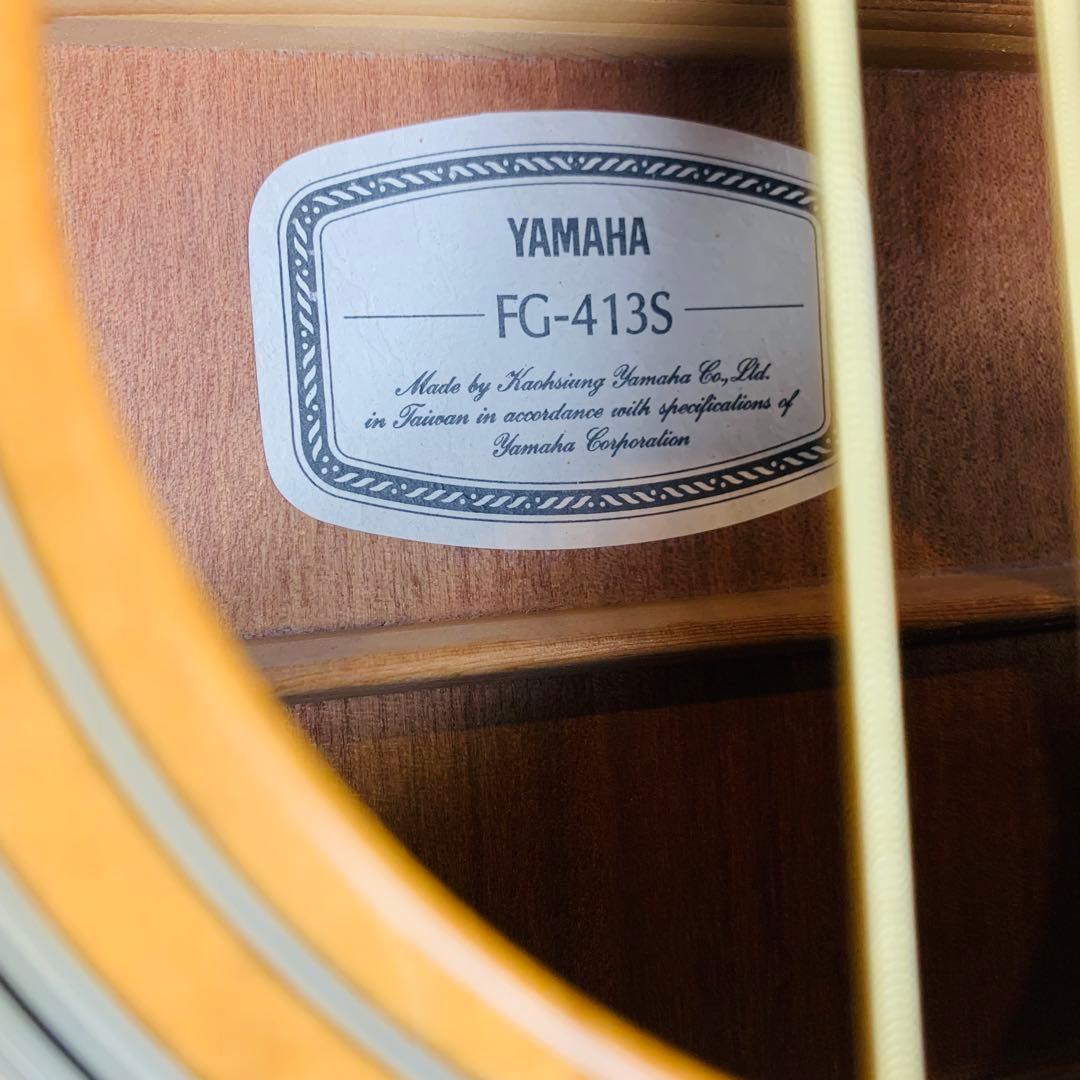 YAMAHA
FG-413S
Made by Kaohsiung Yamaha Co., Ltd.
in Taiwan in accordance with specifications of
Yamaha Corporation